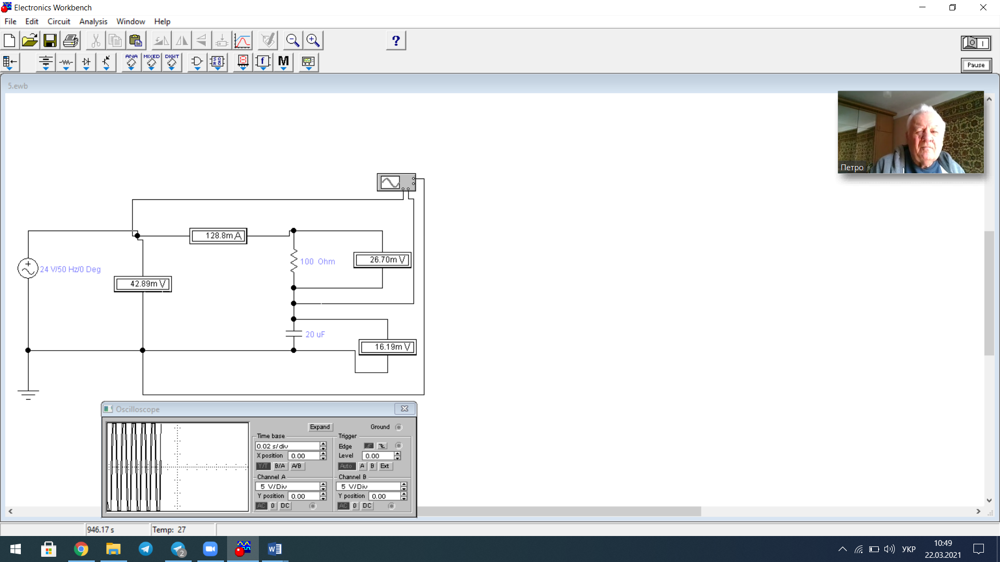 Electronics Workbench
File Edit Circuit Analysis Window Help
?
ANA MIXED DIGIT
f M
Pause
5.ewb
Петро
128.8m A
100 Ohm
26.70m V
24 V/50 Hz/0 Deg
42.89m V
20 uF
16.19m V
Oscilloscope
Expand Ground
Time base Trigger
0.02 s/div Edge
X position 0.00 Level 0.00
Y/T B/A A/B Auto A B Ext
Channel A Channel B
5 V/Div 5 V/Div
Y position 0.00 Y position 0.00
AC 0 DC AC 0 DC
946.17 s Temp: 27
2
УКР
10:49
22.03.2021